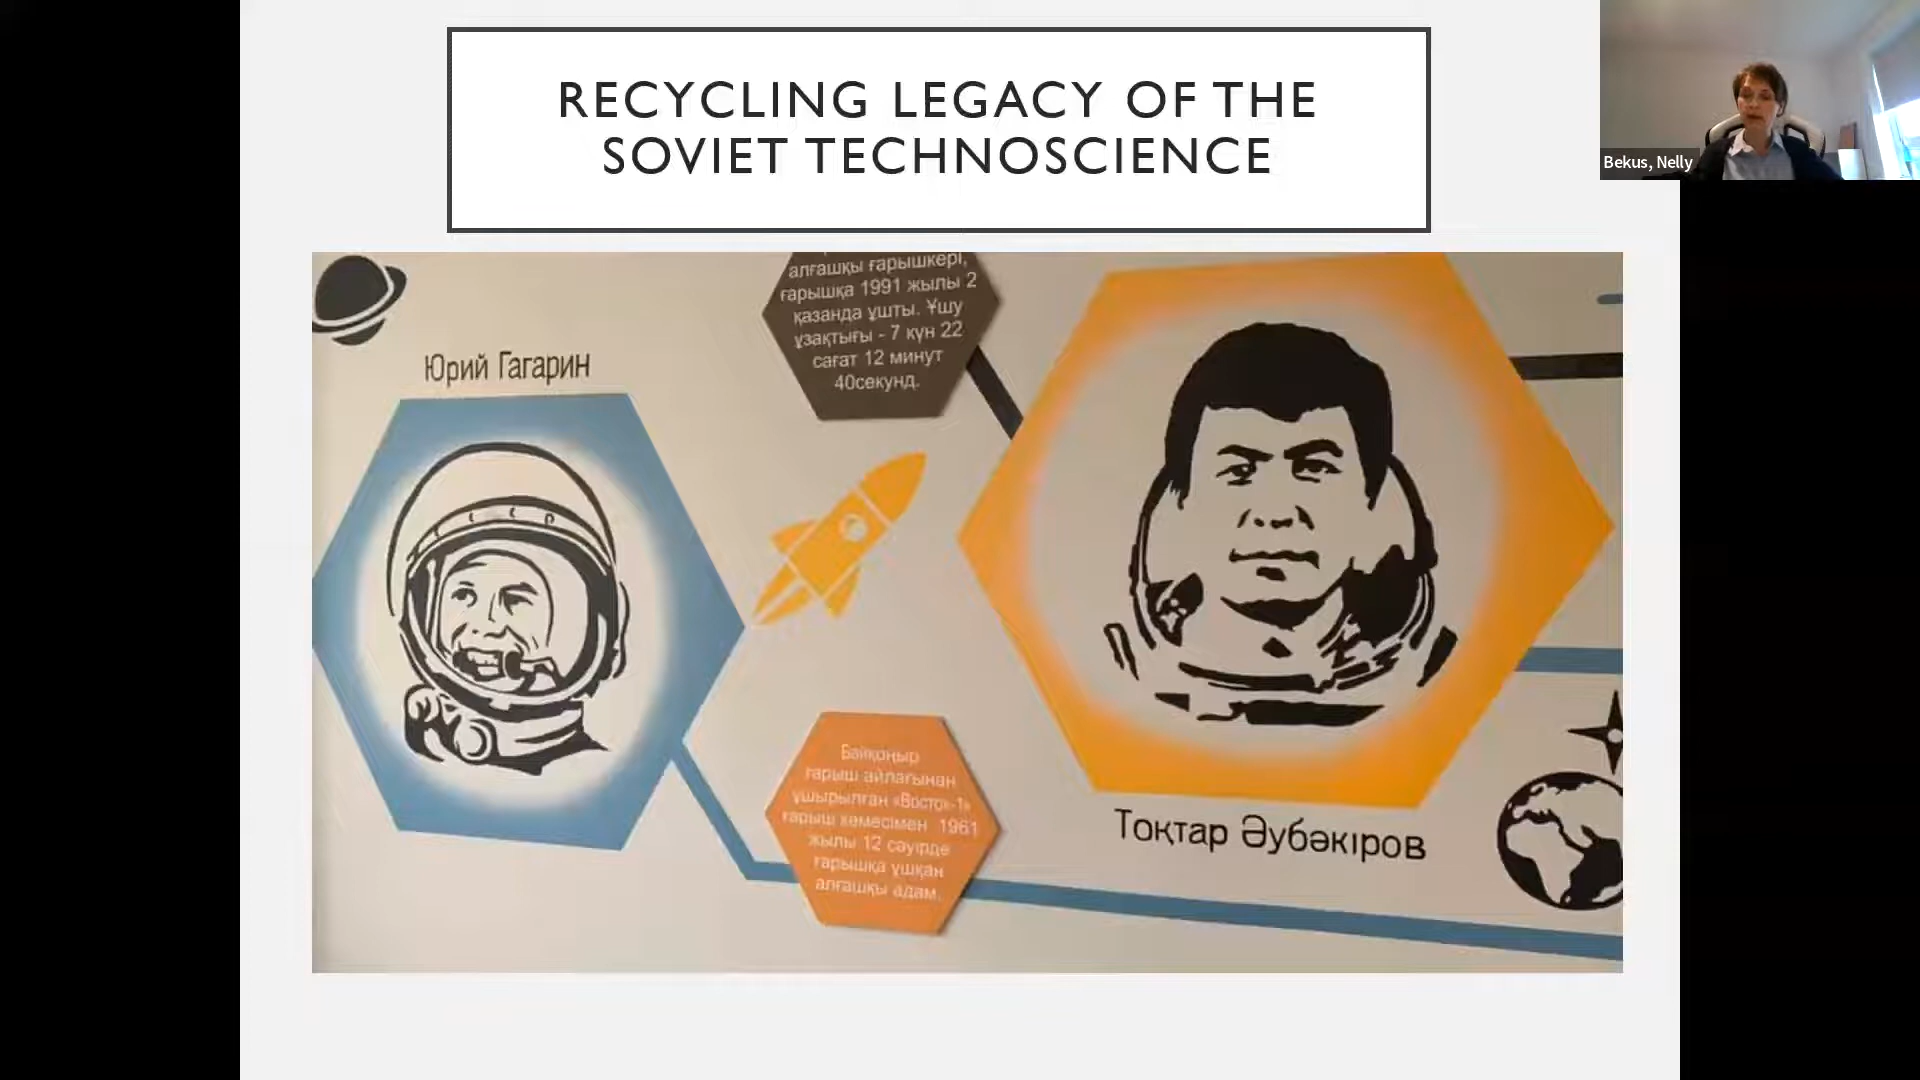 RECYCLING LEGACY OF THE
SOVIET TECHNOSCIENCE
Bekus, Nelly
алғашқы ғарышкері,
ғарышқа 1991 жылы 2
қазанда ұшты. Ұшу
ұзақтығы - 7 күн 22
сағат 12 минут
40секунд.
Юрий Гагарин
Байқоңыр
ғарыш айлағынан
ұшырылған «Восток-1»
ғарыш кемесімен 1961
жылы 12 сәуірде
ғарышқа ұшқан
алғашқы адам.
Тоқтар Әубәкіров